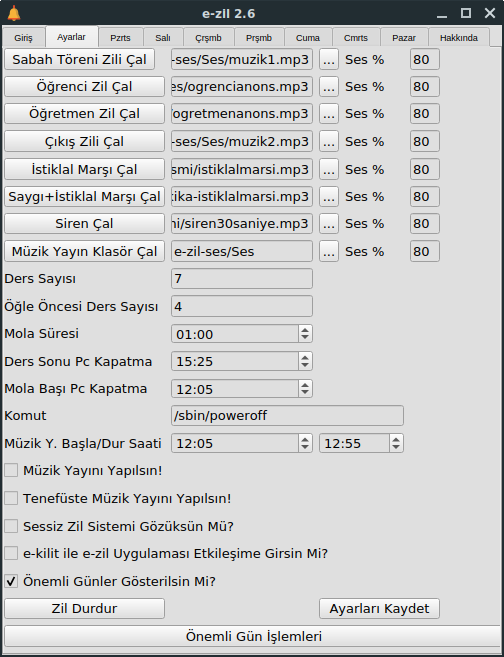 e-zil 2.6
Giriş Ayarlar Pzrts Salı Çrşmb Prşmb Cuma Cmrts Pazar Hakkında
Sabah Töreni Zili Çal -ses/Ses/muzik1.mp3 ... Ses % 80
Öğrenci Zil Çal es/ogrencianons.mp3 ... Ses % 80
Öğretmen Zil Çal ogretmenanons.mp3 ... Ses % 80
Çıkış Zili Çal -ses/Ses/muzik2.mp3 ... Ses % 80
İstiklal Marşı Çal smi/istiklalmarsi.mp3 ... Ses % 80
Saygı+İstiklal Marşı Çal ika-istiklalmarsi.mp3 ... Ses % 80
Siren Çal ni/siren30saniye.mp3 ... Ses % 80
Müzik Yayın Klasör Çal e-zil-ses/Ses ... Ses % 80
Ders Sayısı 7
Öğle Öncesi Ders Sayısı 4
Mola Süresi 01:00
Ders Sonu Pc Kapatma 15:25
Mola Başı Pc Kapatma 12:05
Komut /sbin/poweroff
Müzik Y. Başla/Dur Saati 12:05 12:55
Müzik Yayını Yapılsın!
Tenefüste Müzik Yayını Yapılsın!
Sessiz Zil Sistemi Gözüksün Mü?
e-kilit ile e-zil Uygulaması Etkileşime Girsin Mi?
Önemli Günler Gösterilsin Mi?
Zil Durdur Ayarları Kaydet
Önemli Gün İşlemleri